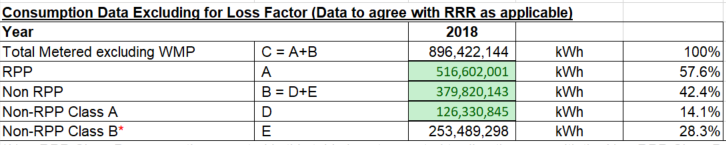 Consumption Data Excluding for Loss Factor (Data to agree with RRR as applicable)
Year 2018
Total Metered excluding WMP C = A+B 896,422,144 kWh 100%
RPP A 516,602,001 kWh 57.6%
Non RPP B = D+E 379,820,143 kWh 42.4%
Non-RPP Class A D 126,330,845 kWh 14.1%
Non-RPP Class B* E 253,489,298 kWh 28.3%